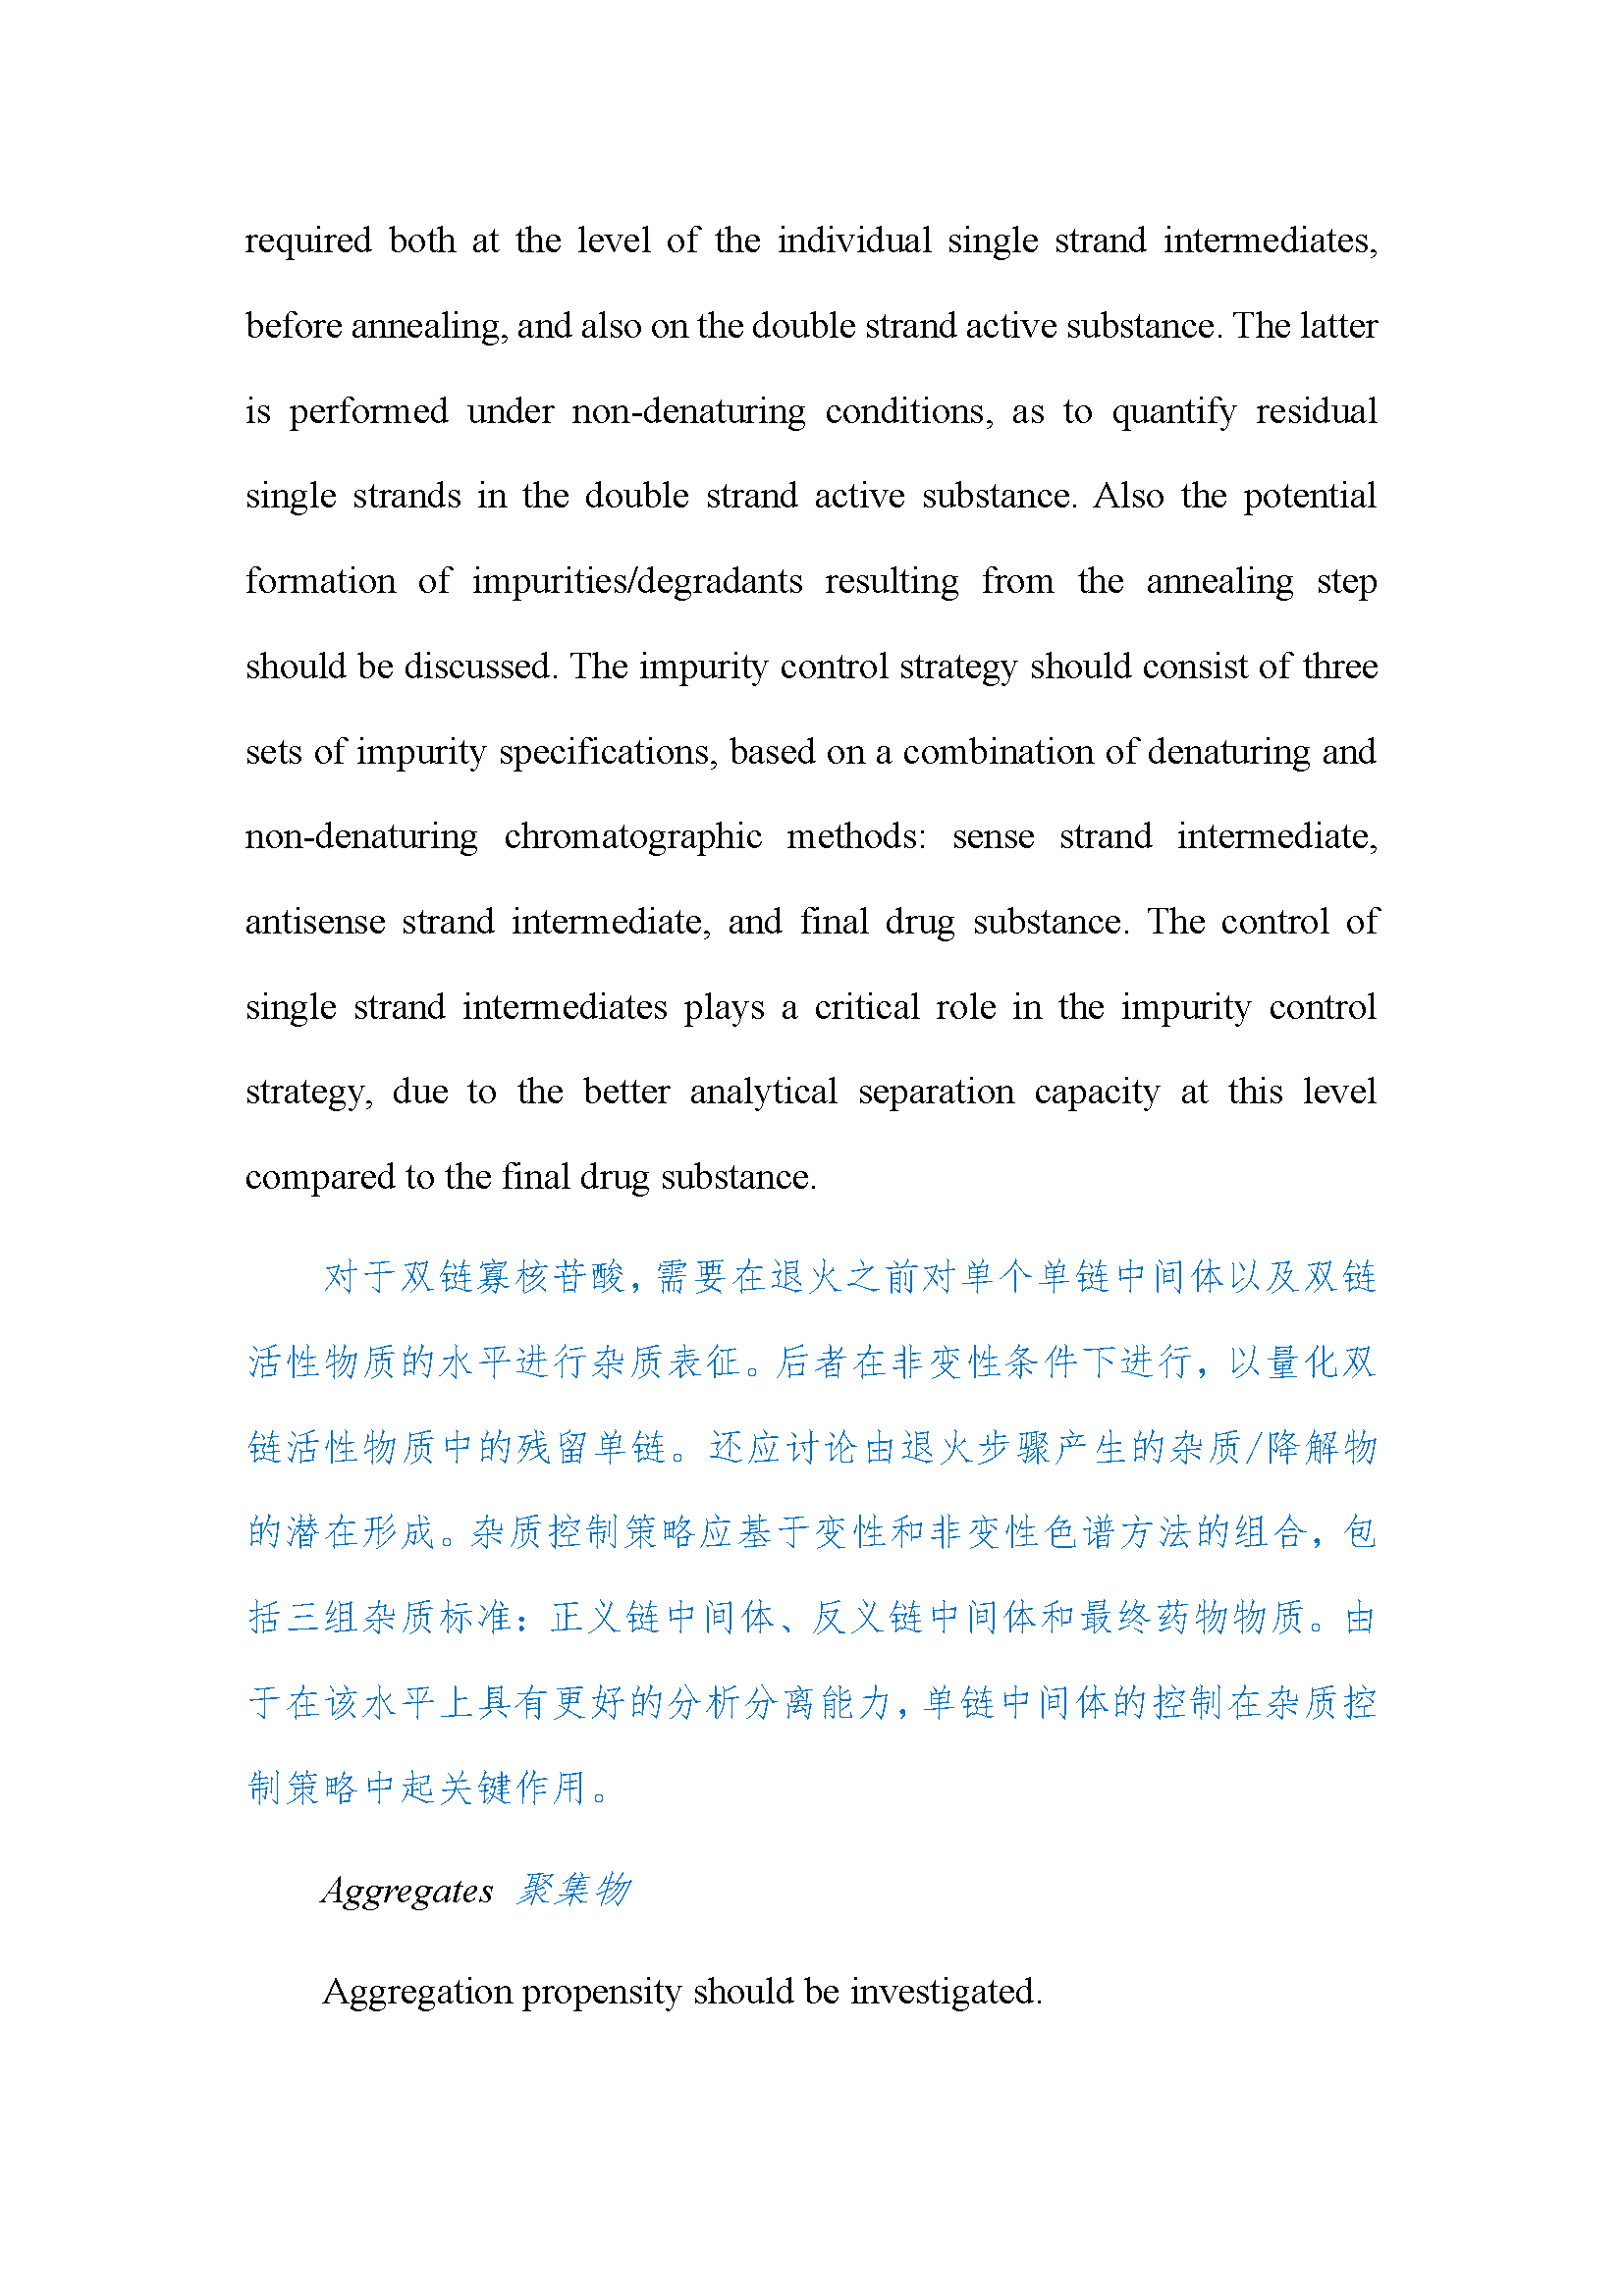 required both at the level of the individual single strand intermediates,
before annealing, and also on the double strand active substance. The latter
is performed under non-denaturing conditions, as to quantify residual
single strands in the double strand active substance. Also the potential
formation of impurities/degradants resulting from the annealing step
should be discussed. The impurity control strategy should consist of three
sets of impurity specifications, based on a combination of denaturing and
non-denaturing chromatographic methods: sense strand intermediate,
antisense strand intermediate, and final drug substance. The control of
single strand intermediates plays a critical role in the impurity control
strategy, due to the better analytical separation capacity at this level
compared to the final drug substance.
对于双链寡核苷酸，需要在退火之前对单个单链中间体以及双链
活性物质的水平进行杂质表征。后者在非变性条件下进行，以量化双
链活性物质中的残留单链。还应讨论由退火步骤产生的杂质/降解物
的潜在形成。杂质控制策略应基于变性和非变性色谱方法的组合，包
括三组杂质标准：正义链中间体、反义链中间体和最终药物物质。由
于在该水平上具有更好的分析分离能力，单链中间体的控制在杂质控
制策略中起关键作用。
Aggregates 聚集物
Aggregation propensity should be investigated.